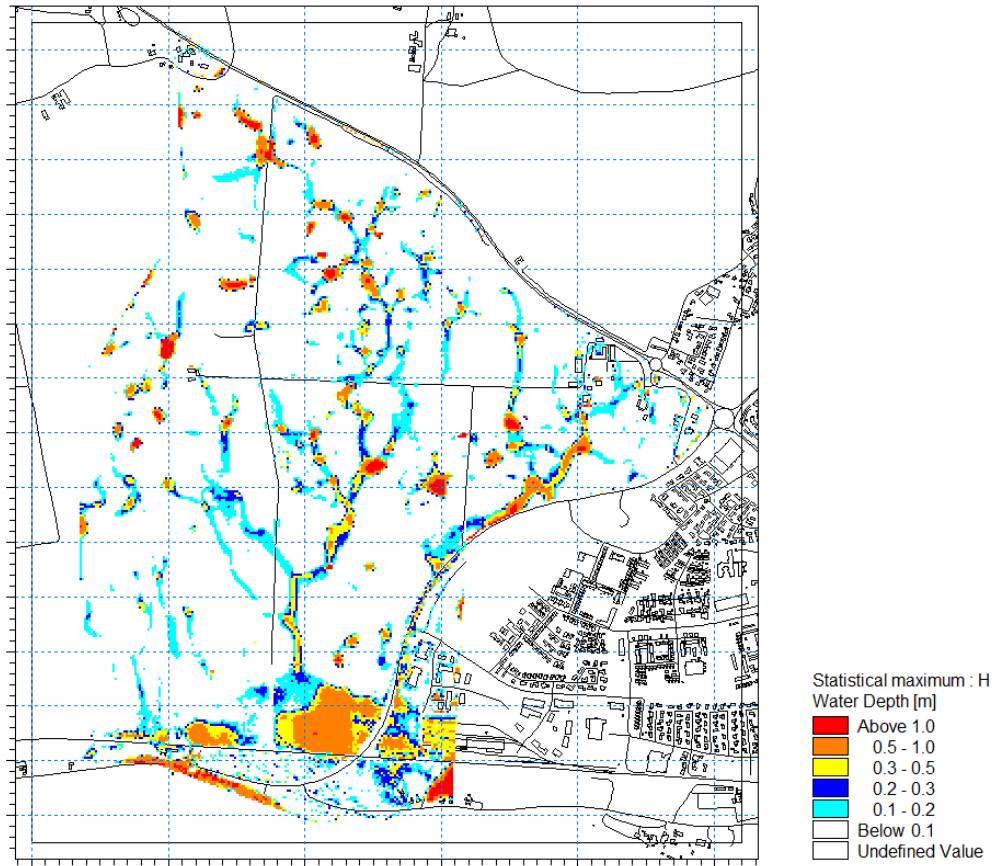 Statistical maximum : H
Water Depth [m]
Above 1.0
0.5 - 1.0
0.3 - 0.5
0.2 - 0.3
0.1 - 0.2
Below 0.1
Undefined Value